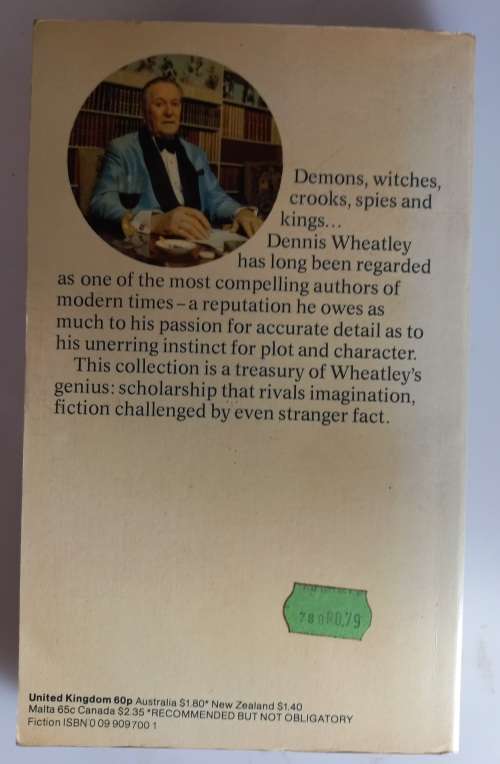 Demons, witches,
crooks, spies and
kings...
Dennis Wheatley
has long been regarded
as one of the most compelling authors of
modern times – a reputation he owes as
much to his passion for accurate detail as to
his unerring instinct for plot and character.
This collection is a treasury of Wheatley's
genius: scholarship that rivals imagination,
fiction challenged by even stranger fact.
R0.79
United Kingdom 60p Australia $1.80* New Zealand $1.40
Malta 65c Canada $2.35 *RECOMMENDED BUT NOT OBLIGATORY
Fiction ISBN 0 09 909700 1